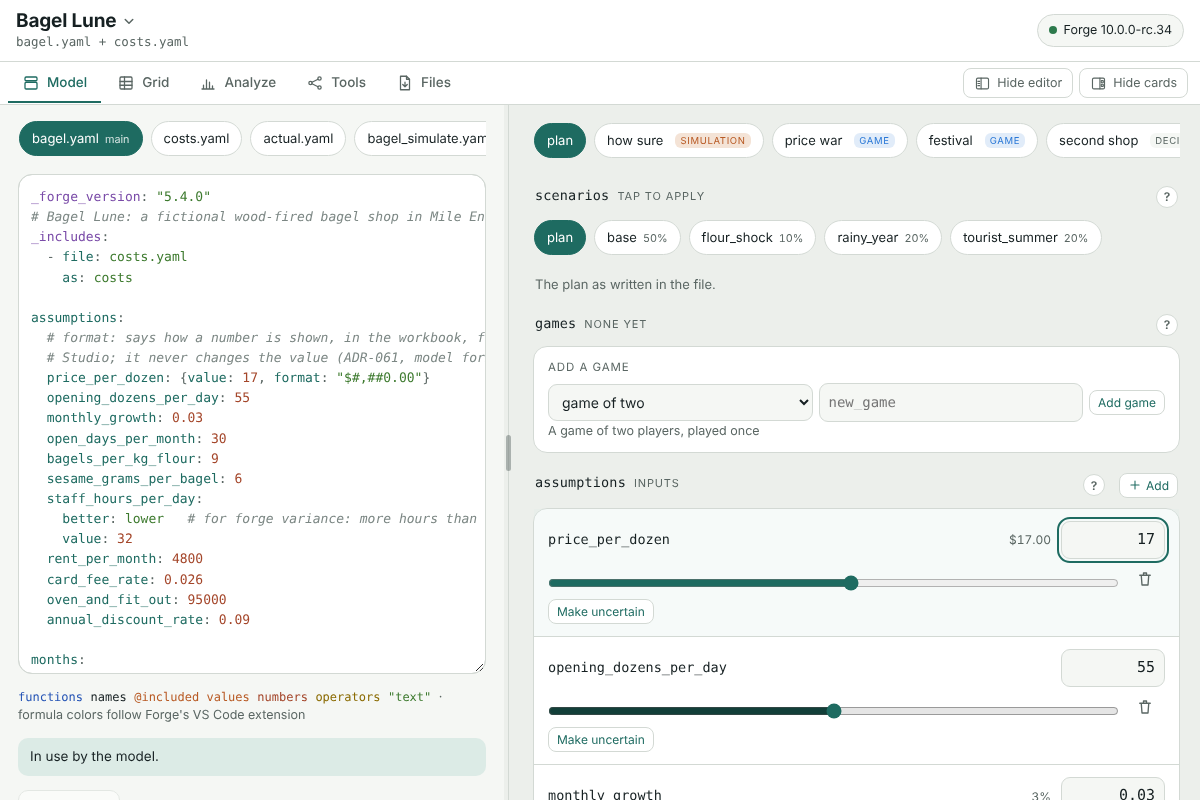 Bagel Lune
bagel.yaml + costs.yaml
Forge 10.0.0-rc.34
Model
Grid
Analyze
Tools
Files
Hide editor
Hide cards
bagel.yaml main
costs.yaml
actual.yaml
bagel_simulate.yam
_forge_version: "5.4.0"
# Bagel Lune: a fictional wood-fired bagel shop in Mile En
_includes:
- file: costs.yaml
as: costs
assumptions:
# format: says how a number is shown, in the workbook, f
# Studio; it never changes the value (ADR-061, model for
price_per_dozen: {value: 17, format: "$#,##0.00"}
opening_dozens_per_day: 55
monthly_growth: 0.03
open_days_per_month: 30
bagels_per_kg_flour: 9
sesame_grams_per_bagel: 6
staff_hours_per_day:
better: lower # for forge variance: more hours than
value: 32
rent_per_month: 4800
card_fee_rate: 0.026
oven_and_fit_out: 95000
annual_discount_rate: 0.09
months:
functions names @included values numbers operators "text" ·
formula colors follow Forge's VS Code extension
In use by the model.
plan
how sure SIMULATION
price war GAME
festival GAME
second shop DECI
scenarios TAP TO APPLY
?
plan
base 50%
flour_shock 10%
rainy_year 20%
tourist_summer 20%
The plan as written in the file.
games NONE YET
?
ADD A GAME
game of two
new_game
Add game
A game of two players, played once
assumptions INPUTS
?
+ Add
price_per_dozen
$17.00
17
Make uncertain
opening_dozens_per_day
55
Make uncertain
monthly_growth
3%
0.03